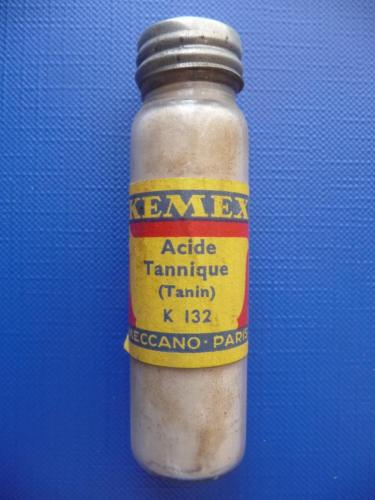 KEMEX
Acide
Tannique
(Tanin)
K 132
MECCANO · PARIS